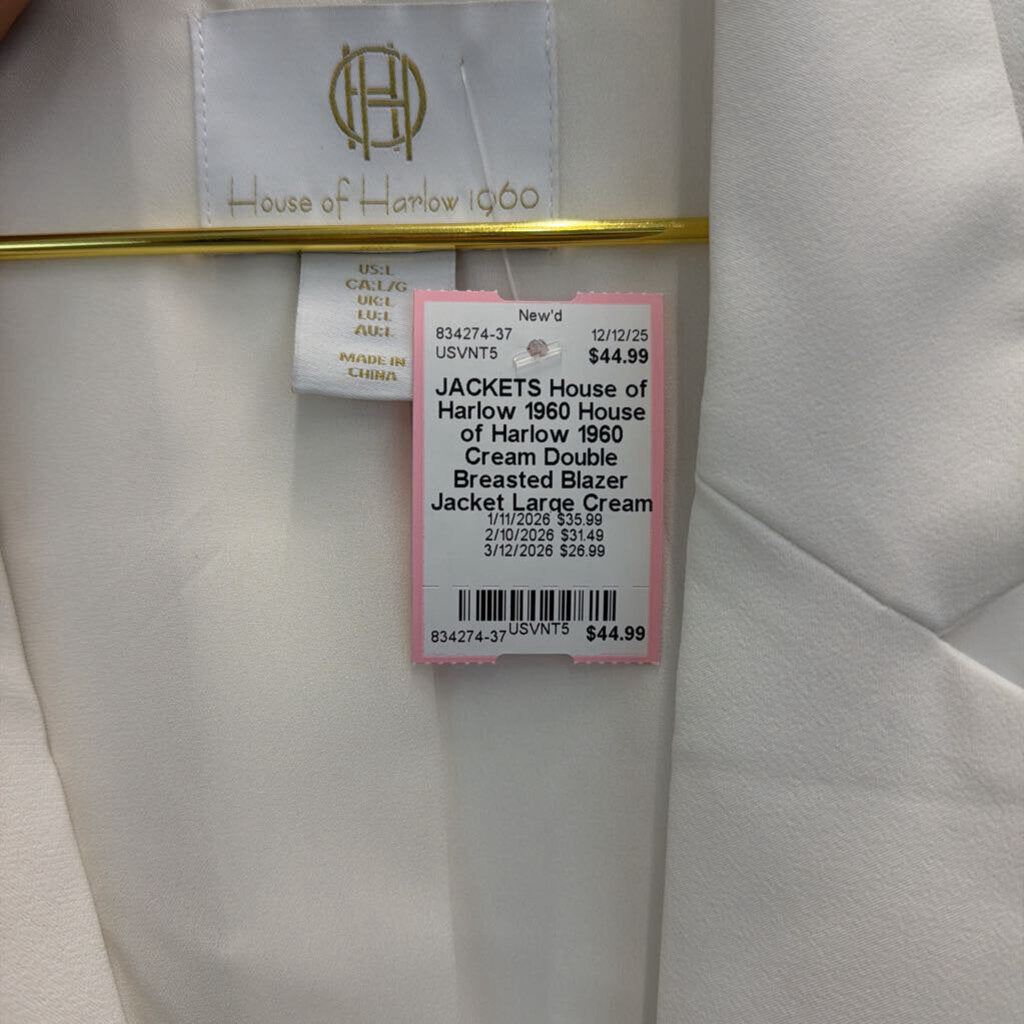 House of Harlow 1960
US:L
CA:L/G
UK:L
AU:L
MADE IN
CHINA
New'd
834274-37 12/12/25
USVNT5 $44.99
JACKETS House of
Harlow 1960 House
of Harlow 1960
Cream Double
Breasted Blazer
Jacket Large Cream
1/11/2026 $35.99
2/10/2026 $31.49
3/12/2026 $26.99
834274-37 USVNT5 $44.99